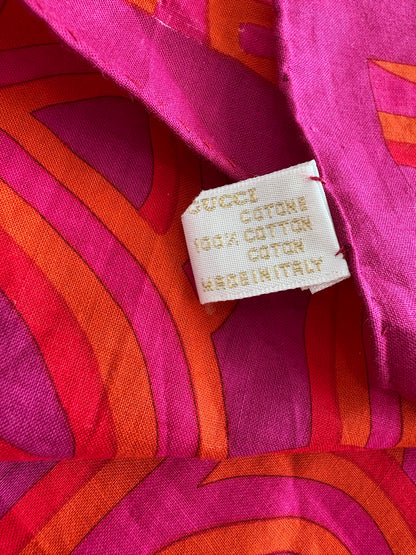 GUCCI
COTONE
100% COTTON
COTON
MADE IN ITALY